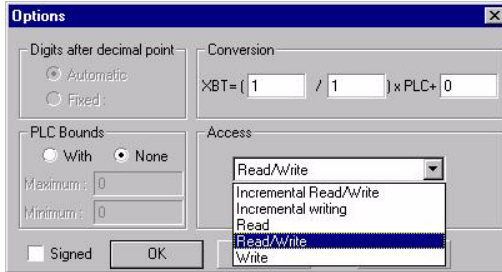 Options
Digits after decimal point
Automatic
Fixed :
Conversion
XBT= ( 1 / 1 ) x PLC+ 0
PLC Bounds
With None
Maximum : 0
Minimum : 0
Access
Read/Write
Incremental Read/Write
Incremental writing
Read
Read/Write
Write
Signed OK